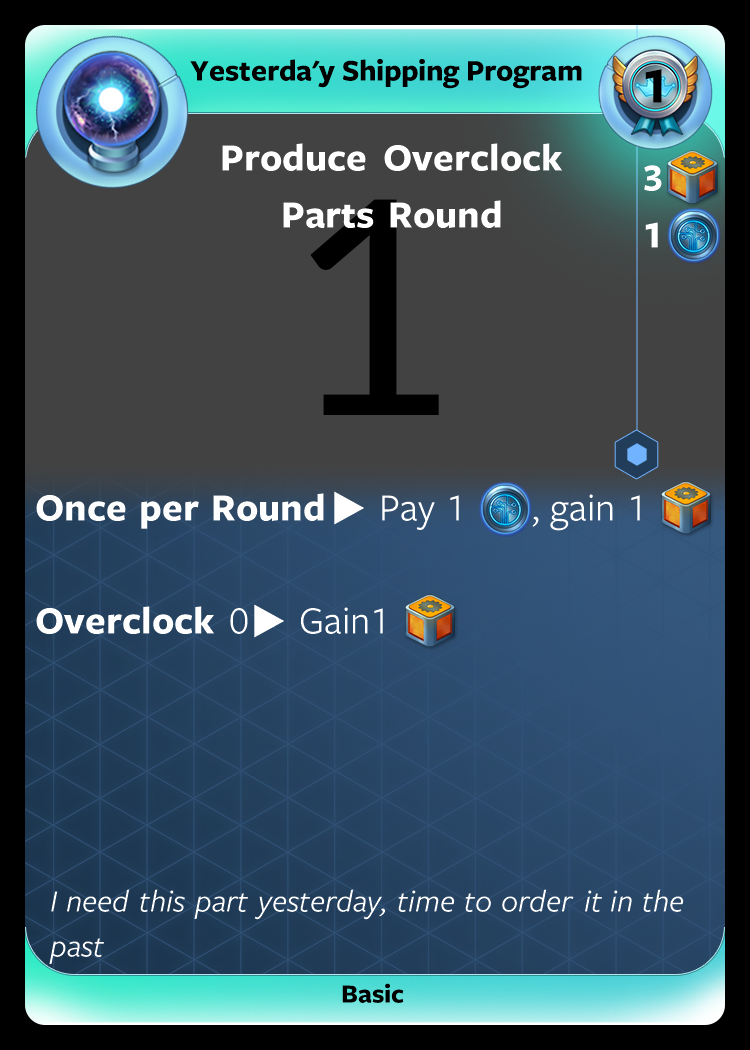 Yesterda'y Shipping Program
1
Produce Overclock
Parts Round
3
1
1
Once per Round▶ Pay 1 , gain 1
Overclock 0▶ Gain1
I need this part yesterday, time to order it in the
past
Basic